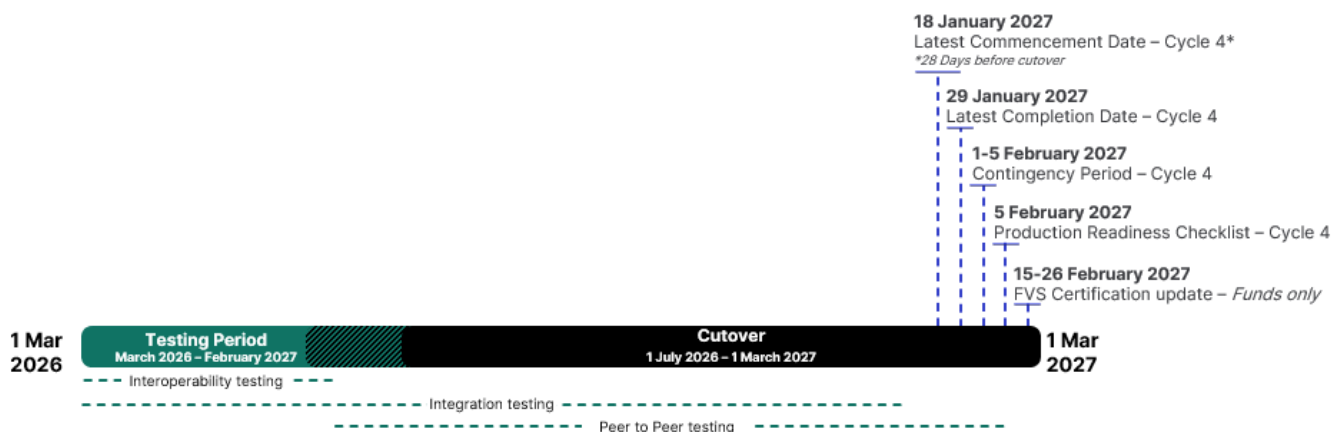 18 January 2027
Latest Commencement Date – Cycle 4*
*28 Days before cutover
29 January 2027
Latest Completion Date – Cycle 4
1-5 February 2027
Contingency Period – Cycle 4
5 February 2027
Production Readiness Checklist – Cycle 4
15-26 February 2027
FVS Certification update – Funds only
1 Mar
2026
Testing Period
March 2026 – February 2027
Cutover
1 July 2026 – 1 March 2027
1 Mar
2027
Interoperability testing
Integration testing
Peer to Peer testing